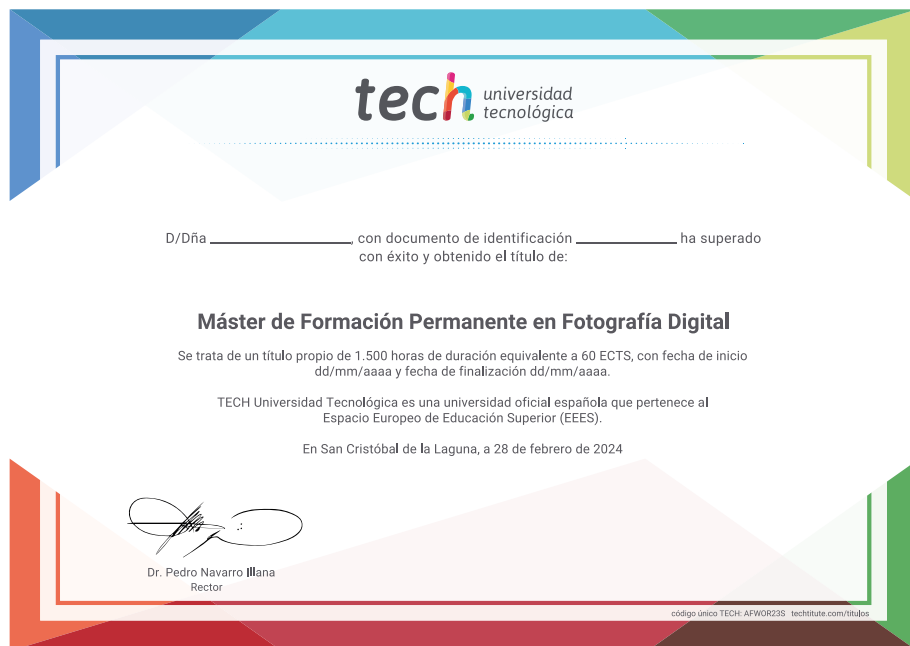 tech universidad
tecnológica
D/Dña ________________, con documento de identificación ____________ ha superado
con éxito y obtenido el título de:
Máster de Formación Permanente en Fotografía Digital
Se trata de un título propio de 1.500 horas de duración equivalente a 60 ECTS, con fecha de inicio
dd/mm/aaaa y fecha de finalización dd/mm/aaaa.
TECH Universidad Tecnológica es una universidad oficial española que pertenece al
Espacio Europeo de Educación Superior (EEES).
En San Cristóbal de la Laguna, a 28 de febrero de 2024
Dr. Pedro Navarro Illana
Rector
código único TECH: AFWOR23S techtitute.com/titulos